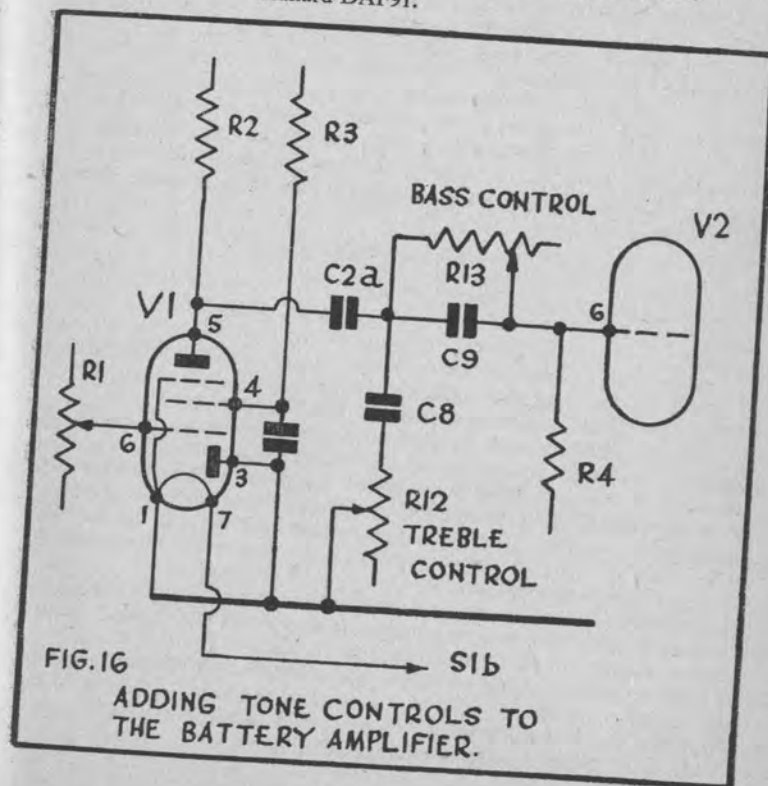 DAF91.
R2
R3
BASS CONTROL
V2
C2a
R13
V1
5
6
R1
4
C9
C8
6
3
R4
1
7
R12
TREBLE
CONTROL
S1b
FIG.16
ADDING TONE CONTROLS TO
THE BATTERY AMPLIFIER.